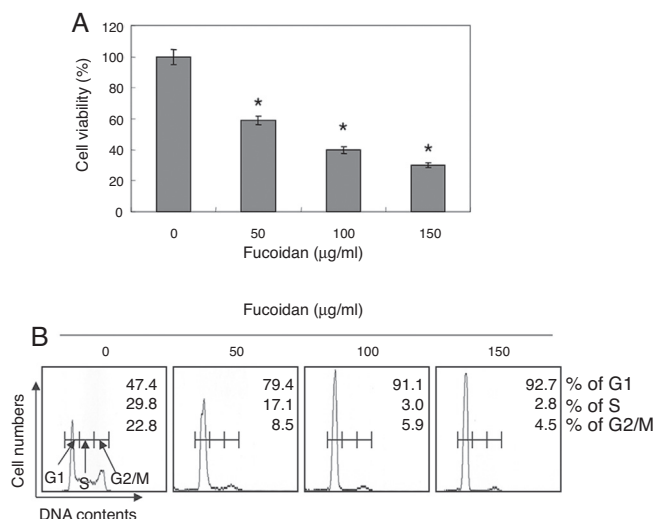 A
120
100
80
60
40
20
0
Cell viability (%)
*
*
*
0 50 100 150
Fucoidan (µg/ml)
Fucoidan (µg/ml)
B
0 50 100 150
47.4 79.4 91.1 92.7 % of G1
29.8 17.1 3.0 2.8 % of S
22.8 8.5 5.9 4.5 % of G2/M
Cell numbers
G1 S G2/M
DNA contents